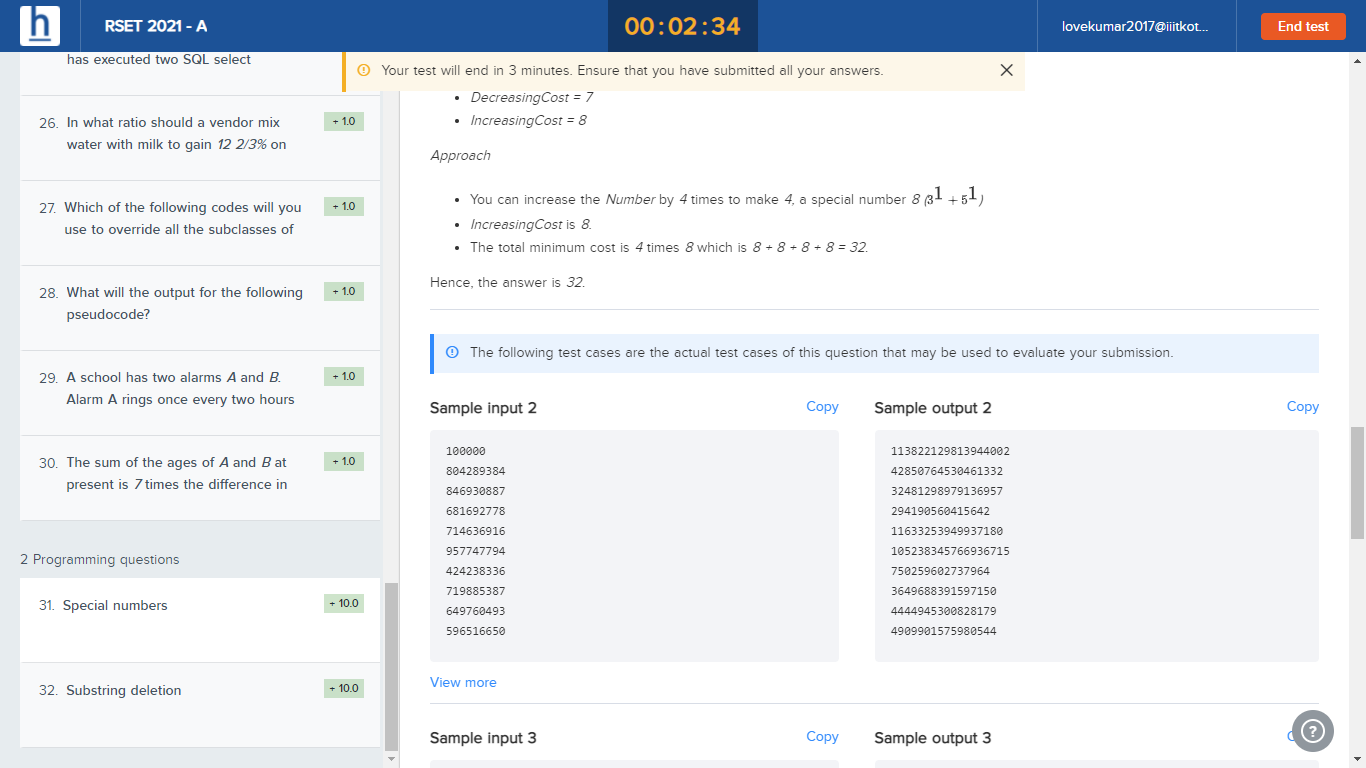 h
RSET 2021 - A
00:02:34
lovekumar2017@iiitkot...
End test
has executed two SQL select
26. In what ratio should a vendor mix
water with milk to gain 12 2/3% on
+ 1.0
27. Which of the following codes will you
use to override all the subclasses of
+ 1.0
28. What will the output for the following
pseudocode?
+ 1.0
29. A school has two alarms A and B.
Alarm A rings once every two hours
+ 1.0
30. The sum of the ages of A and B at
present is 7 times the difference in
+ 1.0
2 Programming questions
31. Special numbers
+ 10.0
32. Substring deletion
+ 10.0
Your test will end in 3 minutes. Ensure that you have submitted all your answers.
• DecreasingCost = 7
• IncreasingCost = 8
Approach
• You can increase the Number by 4 times to make 4, a special number 8 (3^1 + 5^1)
• IncreasingCost is 8.
• The total minimum cost is 4 times 8 which is 8 + 8 + 8 + 8 = 32.
Hence, the answer is 32.
The following test cases are the actual test cases of this question that may be used to evaluate your submission.
Sample input 2
Copy
100000
804289384
846930887
681692778
714636916
957747794
424238336
719885387
649760493
596516650
Sample output 2
Copy
113822129813944002
42850764530461332
32481298979136957
294190560415642
11633253949937180
105238345766936715
750259602737964
3649688391597150
4444945300828179
4909901575980544
View more
Sample input 3
Copy
Sample output 3
?